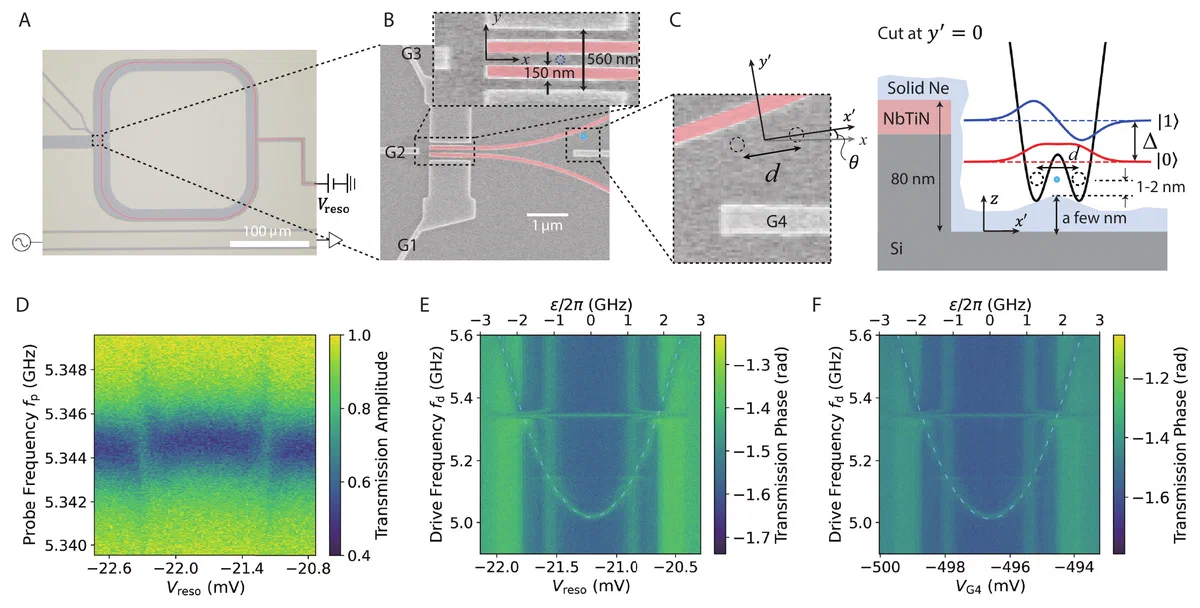 A
V_reso
100 μm
B
G3
G2
G1
y
x
560 nm
150 nm
1 μm
C
y′
x′
x
θ
d
G4
Cut at y′ = 0
Solid Ne
NbTiN
80 nm
Si
|1⟩
Δ
|0⟩
d
1-2 nm
z
x′
a few nm
D
Probe Frequency f_p (GHz)
5.348
5.346
5.344
5.342
5.340
−22.6 −22.0 −21.4 −20.8
V_reso (mV)
1.0
0.8
0.6
0.4
Transmission Amplitude
E
ε/2π (GHz)
−3 −2 −1 0 1 2 3
Drive Frequency f_d (GHz)
5.6
5.4
5.2
5.0
−22.0 −21.5 −21.0 −20.5
V_reso (mV)
−1.3
−1.4
−1.5
−1.6
−1.7
Transmission Phase (rad)
F
ε/2π (GHz)
−3 −2 −1 0 1 2 3
Drive Frequency f_d (GHz)
5.6
5.4
5.2
5.0
−500 −498 −496 −494
V_G4 (mV)
−1.2
−1.4
−1.6
Transmission Phase (rad)